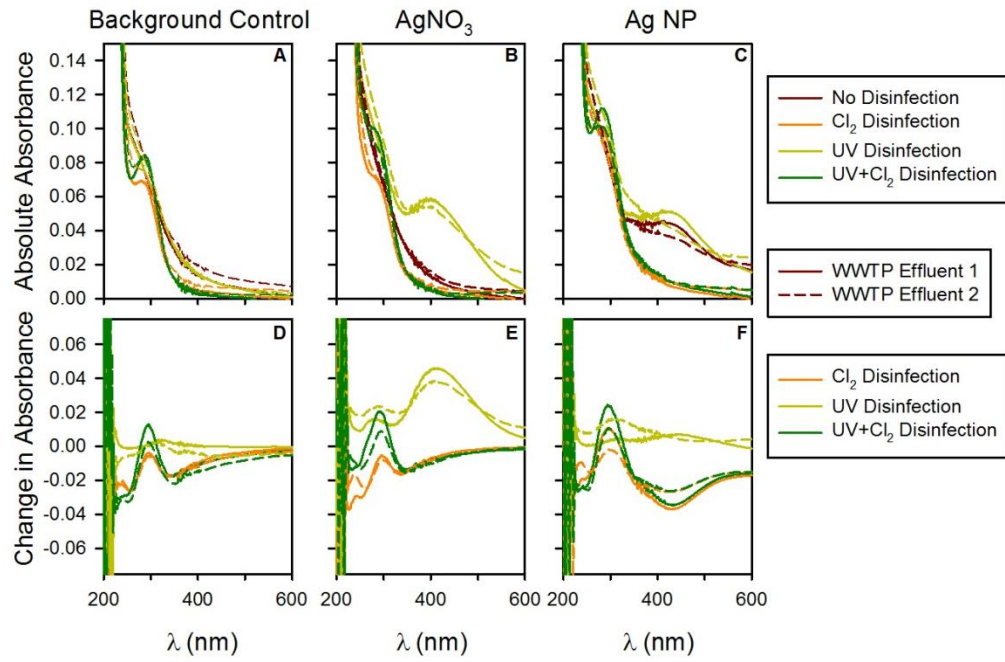 Background Control
AgNO3
Ag NP
Absolute Absorbance
0.14
0.12
0.10
0.08
0.06
0.04
0.02
0.00
A
B
C
No Disinfection
Cl2 Disinfection
UV Disinfection
UV+Cl2 Disinfection
WWTP Effluent 1
WWTP Effluent 2
Change in Absorbance
0.06
0.04
0.02
0.00
-0.02
-0.04
-0.06
D
E
F
Cl2 Disinfection
UV Disinfection
UV+Cl2 Disinfection
200 400 600
200 400 600
200 400 600
λ (nm)
λ (nm)
λ (nm)